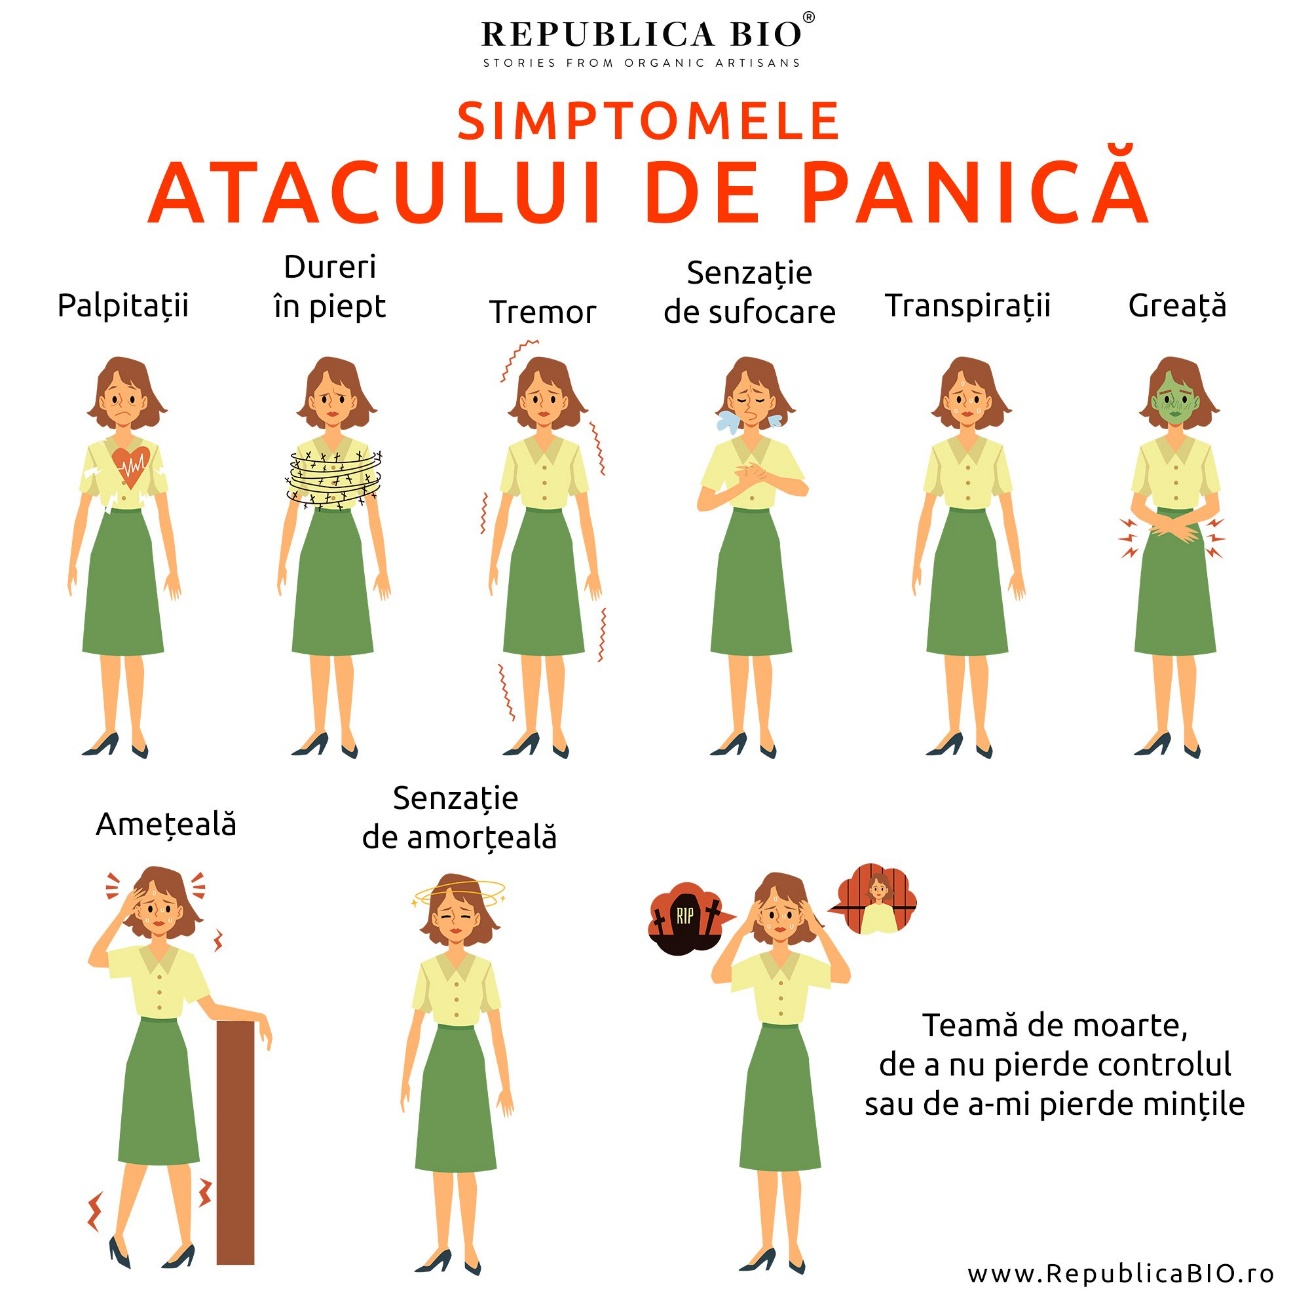 REPUBLICA BIO®
STORIES FROM ORGANIC ARTISANS
SIMPTOMELE
ATACULUI DE PANICĂ
Palpitații
Dureri
în piept
Tremor
Senzație
de sufocare
Transpirații
Greață
Amețeală
Senzație
de amorțeală
RIP
Teamă de moarte,
de a nu pierde controlul
sau de a-mi pierde mințile
www.RepublicaBIO.ro